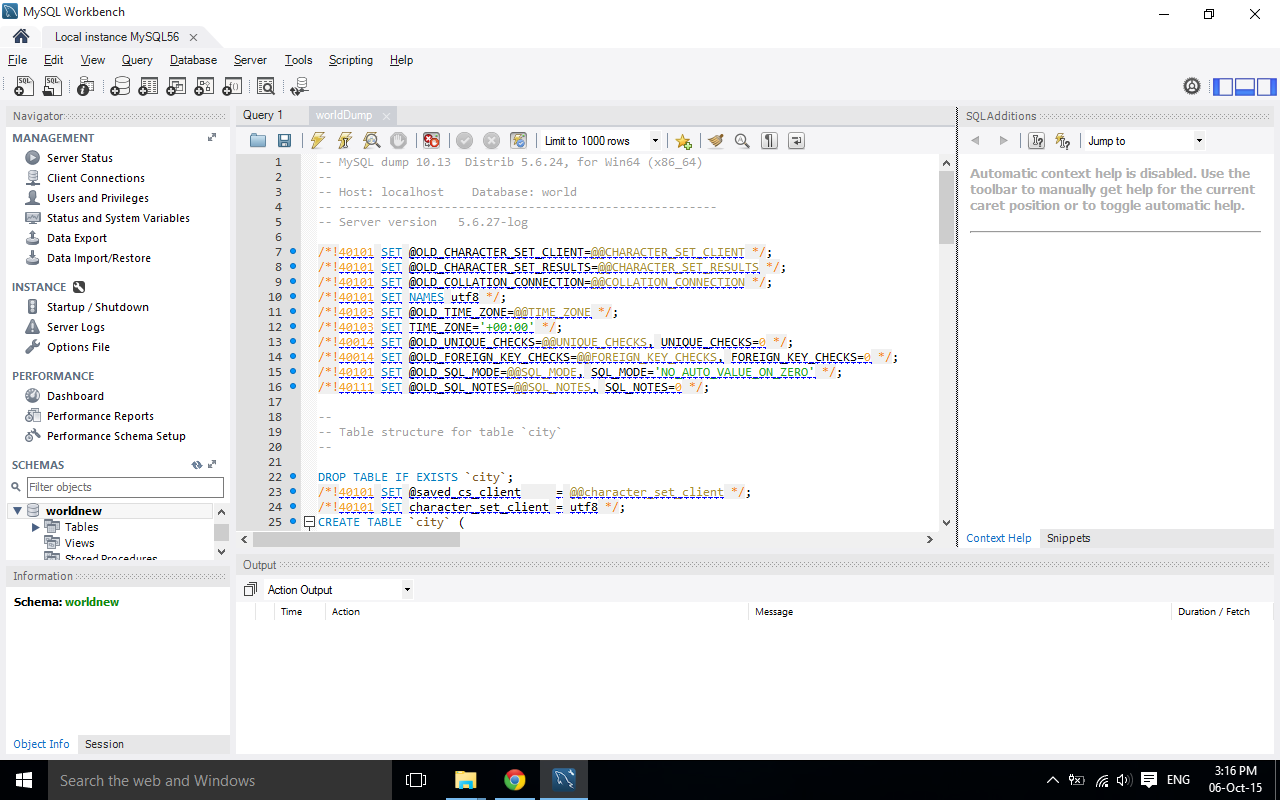 MySQL Workbench
Local instance MySQL56
File Edit View Query Database Server Tools Scripting Help
Navigator
MANAGEMENT
Server Status
Client Connections
Users and Privileges
Status and System Variables
Data Export
Data Import/Restore
INSTANCE
Startup / Shutdown
Server Logs
Options File
PERFORMANCE
Dashboard
Performance Reports
Performance Schema Setup
SCHEMAS
Filter objects
worldnew
Tables
Views
Stored Procedures
Information
Schema: worldnew
Object Info Session
Query 1 worldDump
Limit to 1000 rows
1 -- MySQL dump 10.13  Distrib 5.6.24, for Win64 (x86_64)
2 --
3 -- Host: localhost    Database: world
4 -- ------------------------------------------------------
5 -- Server version   5.6.27-log
6
7 /*!40101 SET @OLD_CHARACTER_SET_CLIENT=@@CHARACTER_SET_CLIENT */;
8 /*!40101 SET @OLD_CHARACTER_SET_RESULTS=@@CHARACTER_SET_RESULTS */;
9 /*!40101 SET @OLD_COLLATION_CONNECTION=@@COLLATION_CONNECTION */;
10 /*!40101 SET NAMES utf8 */;
11 /*!40103 SET @OLD_TIME_ZONE=@@TIME_ZONE */;
12 /*!40103 SET TIME_ZONE='+00:00' */;
13 /*!40014 SET @OLD_UNIQUE_CHECKS=@@UNIQUE_CHECKS, UNIQUE_CHECKS=0 */;
14 /*!40014 SET @OLD_FOREIGN_KEY_CHECKS=@@FOREIGN_KEY_CHECKS, FOREIGN_KEY_CHECKS=0 */;
15 /*!40101 SET @OLD_SQL_MODE=@@SQL_MODE, SQL_MODE='NO_AUTO_VALUE_ON_ZERO' */;
16 /*!40111 SET @OLD_SQL_NOTES=@@SQL_NOTES, SQL_NOTES=0 */;
17
18 --
19 -- Table structure for table `city`
20 --
21
22 DROP TABLE IF EXISTS `city`;
23 /*!40101 SET @saved_cs_client     = @@character_set_client */;
24 /*!40101 SET character_set_client = utf8 */;
25 CREATE TABLE `city` (
SQLAdditions
Jump to
Automatic context help is disabled. Use the
toolbar to manually get help for the current
caret position or to toggle automatic help.
Context Help Snippets
Output
Action Output
Time Action Message Duration / Fetch
Search the web and Windows
ENG
3:16 PM
06-Oct-15